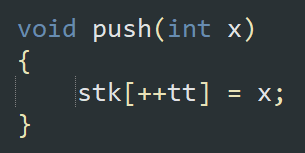 void push(int x)
{
    stk[++tt] = x;
}